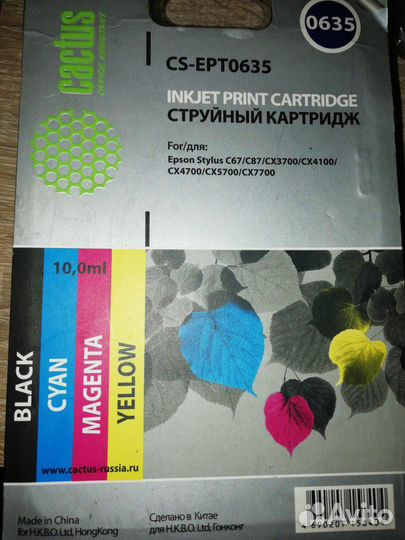 cactus
OFFICE ASSISTANT
0635
CS-EPT0635
INKJET PRINT CARTRIDGE
СТРУЙНЫЙ КАРТРИДЖ
For/для:
Epson Stylus C67/C87/CX3700/CX4100/
CX4700/CX5700/CX7700
10,0ml
BLACK
CYAN
MAGENTA
YELLOW
www.cactus-russia.ru
Made in China
for H.K.B.O. Ltd, HongKong
Сделано в Китае
для H.K.B.O. Ltd, Гонконг
Avito